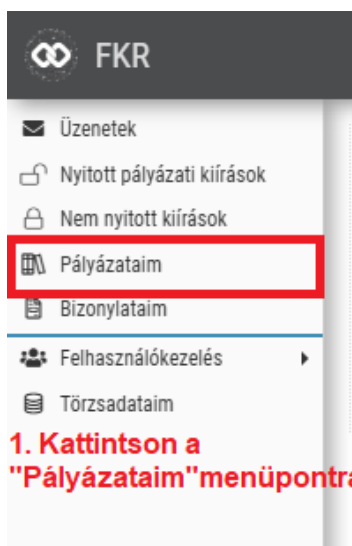 FKR
Üzenetek
Nyitott pályázati kiírások
Nem nyitott kiírások
Pályázataim
Bizonylataim
Felhasználókezelés
Törzsadataim
1. Kattintson a
"Pályázataim"menüpontra